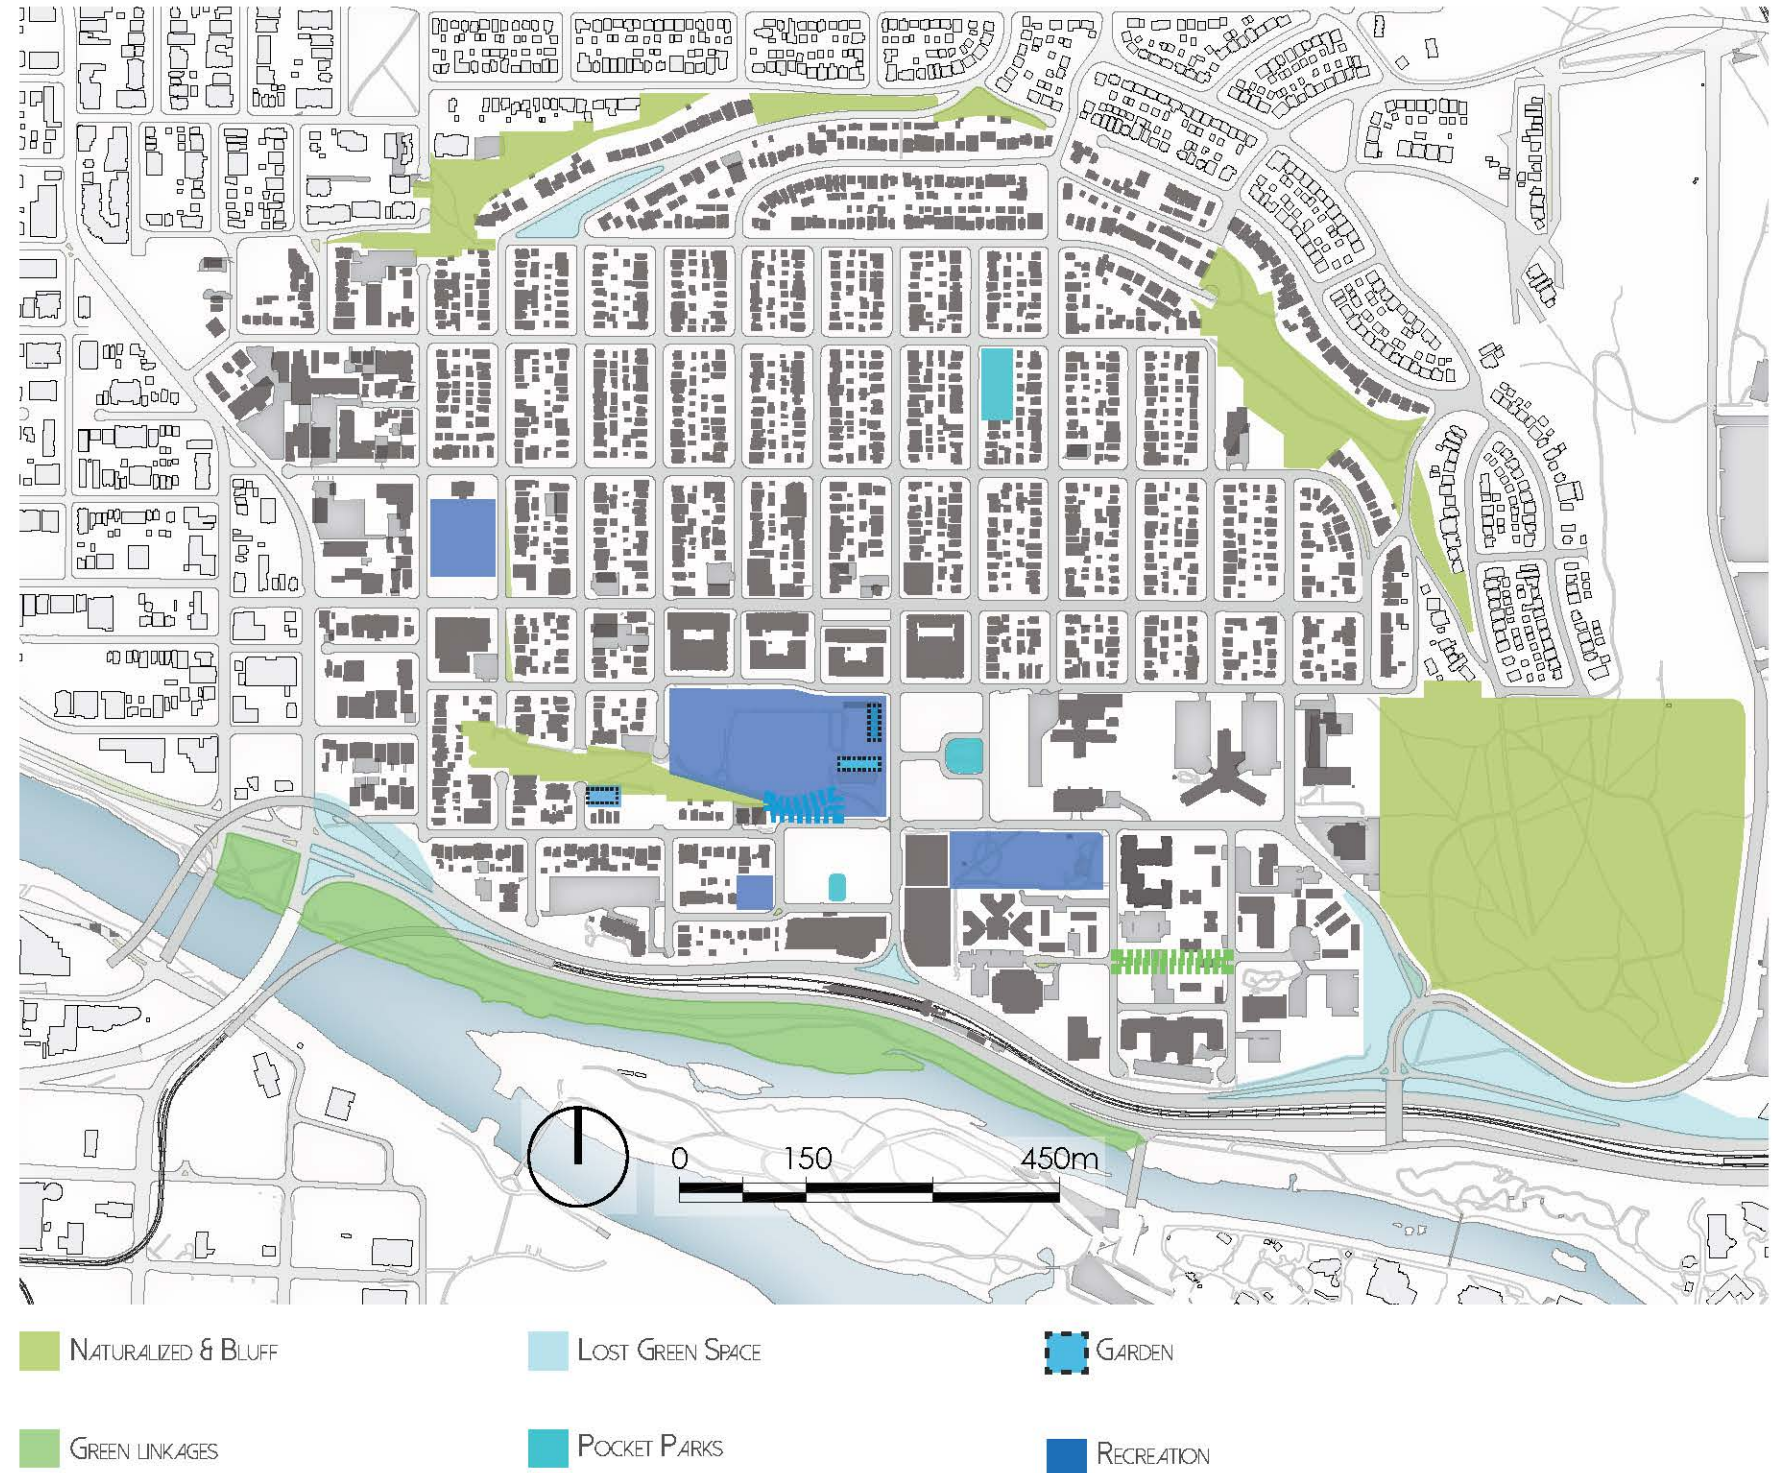 0 150 450m
NATURALIZED & BLUFF
LOST GREEN SPACE
GARDEN
GREEN LINKAGES
POCKET PARKS
RECREATION